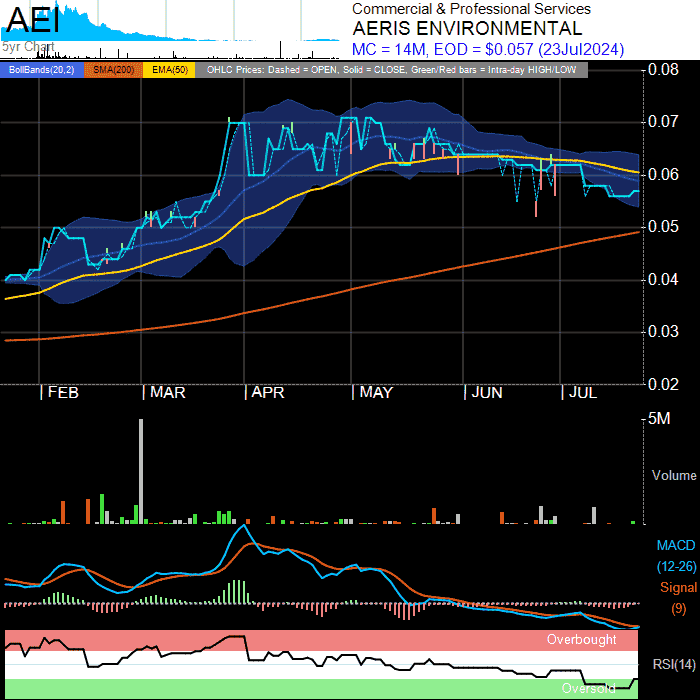 AEI
5yr Chart
Commercial & Professional Services
AERIS ENVIRONMENTAL
MC = 14M, EOD = $0.057 (23Jul2024)
BollBands(20,2) SMA(200) EMA(50) OHLC Prices: Dashed = OPEN, Solid = CLOSE, Green/Red bars = Intra-day HIGH/LOW
0.08
0.07
0.06
0.05
0.04
0.03
0.02
FEB MAR APR MAY JUN JUL
5M
Volume
MACD
(12-26)
Signal
(9)
Overbought
RSI(14)
Oversold